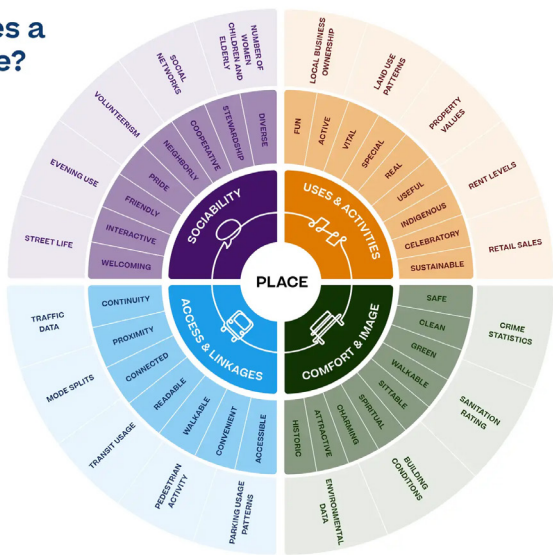 es a
e?
PLACE
SOCIABILITY
DIVERSE
STEWARDSHIP
COOPERATIVE
NEIGHBORLY
PRIDE
FRIENDLY
INTERACTIVE
WELCOMING
NUMBER OF
WOMEN
CHILDREN AND
ELDERLY
SOCIAL
NETWORKS
VOLUNTEERISM
EVENING USE
STREET LIFE
USES & ACTIVITIES
FUN
ACTIVE
VITAL
SPECIAL
REAL
USEFUL
INDIGENOUS
CELEBRATORY
SUSTAINABLE
LOCAL BUSINESS
OWNERSHIP
LAND USE
PATTERNS
PROPERTY
VALUES
RENT LEVELS
RETAIL SALES
COMFORT & IMAGE
SAFE
CLEAN
GREEN
WALKABLE
SITTABLE
SPIRITUAL
CHARMING
ATTRACTIVE
HISTORIC
CRIME
STATISTICS
SANITATION
RATING
BUILDING
CONDITIONS
ENVIRONMENTAL
DATA
ACCESS & LINKAGES
CONTINUITY
PROXIMITY
CONNECTED
READABLE
WALKABLE
CONVENIENT
ACCESSIBLE
TRAFFIC
DATA
MODE SPLITS
TRANSIT USAGE
PEDESTRIAN
ACTIVITY
PARKING USAGE
PATTERNS